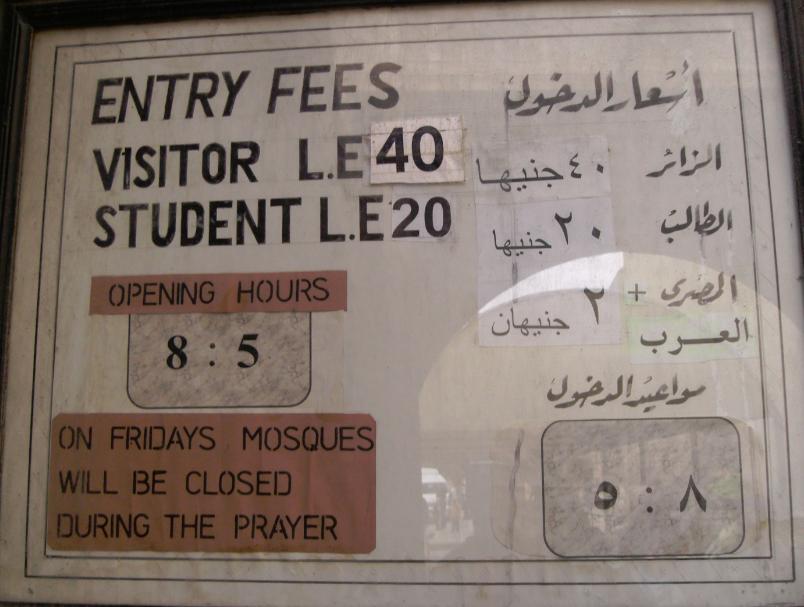 ENTRY FEES
VISITOR L.E 40
STUDENT L.E 20
OPENING HOURS
8 : 5
ON FRIDAYS MOSQUES
WILL BE CLOSED
DURING THE PRAYER
أسعار الدخول
الزائر ٤٠ جنيها
الطالب ٢٠ جنيها
المصرى + ٢ جنيهان
العرب
مواعيد الدخول
٨ : ٥